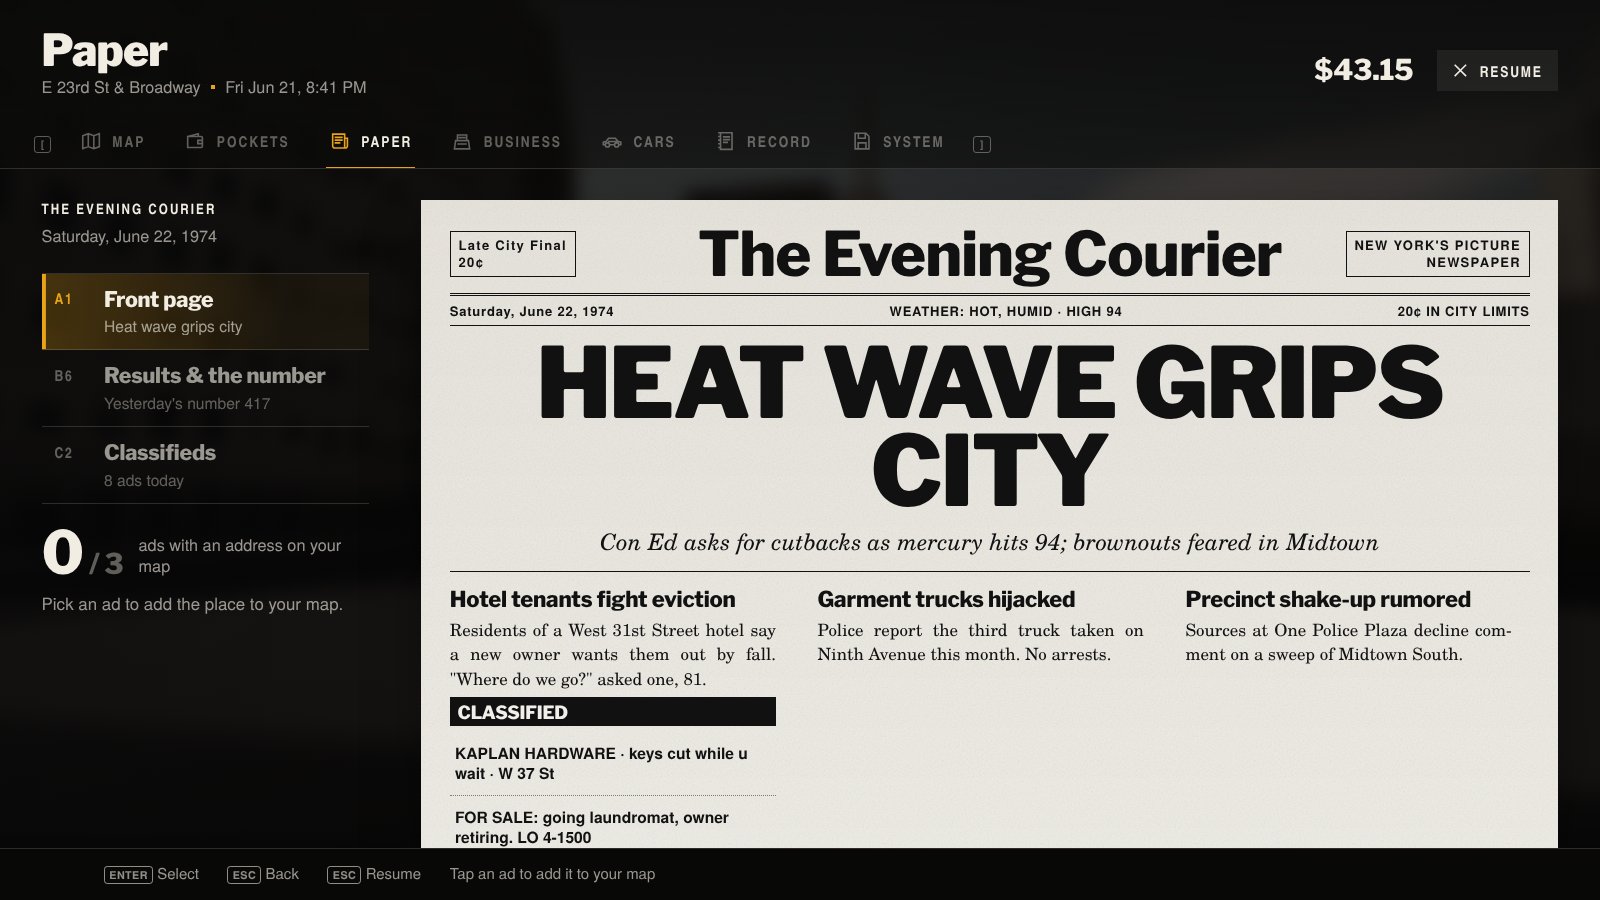 Paper
E 23rd St & Broadway • Fri Jun 21, 8:41 PM
$43.15
RESUME
[ MAP POCKETS PAPER BUSINESS CARS RECORD SYSTEM ]
THE EVENING COURIER
Saturday, June 22, 1974
A1 Front page
Heat wave grips city
B6 Results & the number
Yesterday's number 417
C2 Classifieds
8 ads today
0 / 3 ads with an address on your
map
Pick an ad to add the place to your map.
Late City Final
20¢
The Evening Courier
NEW YORK'S PICTURE
NEWSPAPER
Saturday, June 22, 1974 WEATHER: HOT, HUMID · HIGH 94 20¢ IN CITY LIMITS
HEAT WAVE GRIPS
CITY
Con Ed asks for cutbacks as mercury hits 94; brownouts feared in Midtown
Hotel tenants fight eviction
Residents of a West 31st Street hotel say
a new owner wants them out by fall.
"Where do we go?" asked one, 81.
CLASSIFIED
KAPLAN HARDWARE · keys cut while u
wait · W 37 St
FOR SALE: going laundromat, owner
retiring. LO 4-1500
Garment trucks hijacked
Police report the third truck taken on
Ninth Avenue this month. No arrests.
Precinct shake-up rumored
Sources at One Police Plaza decline com-
ment on a sweep of Midtown South.
ENTER Select ESC Back ESC Resume Tap an ad to add it to your map